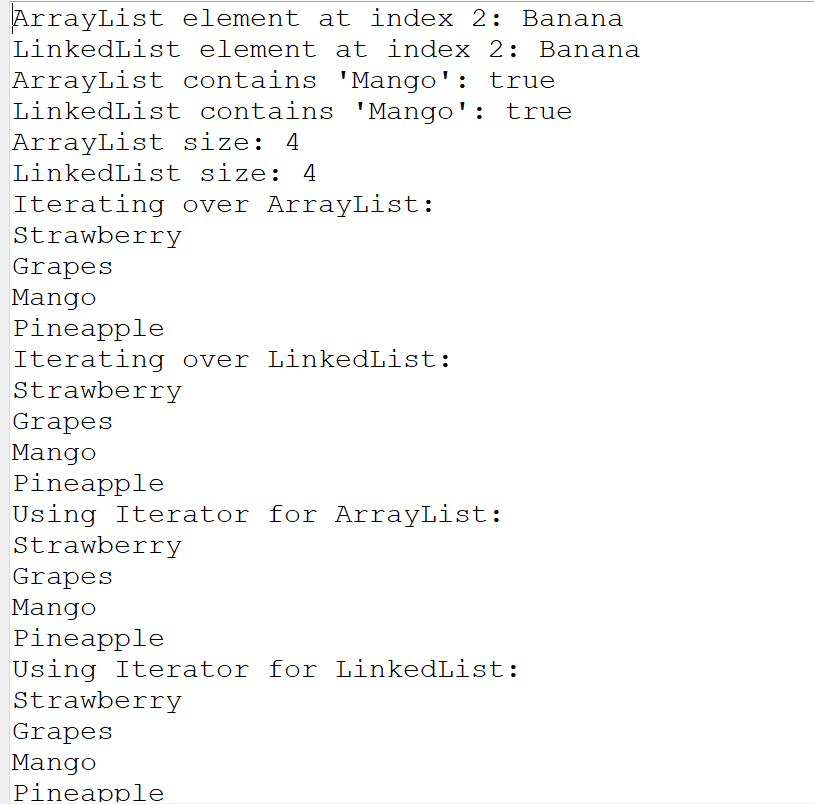 ArrayList element at index 2: Banana
LinkedList element at index 2: Banana
ArrayList contains 'Mango': true
LinkedList contains 'Mango': true
ArrayList size: 4
LinkedList size: 4
Iterating over ArrayList:
Strawberry
Grapes
Mango
Pineapple
Iterating over LinkedList:
Strawberry
Grapes
Mango
Pineapple
Using Iterator for ArrayList:
Strawberry
Grapes
Mango
Pineapple
Using Iterator for LinkedList:
Strawberry
Grapes
Mango
Pineapple